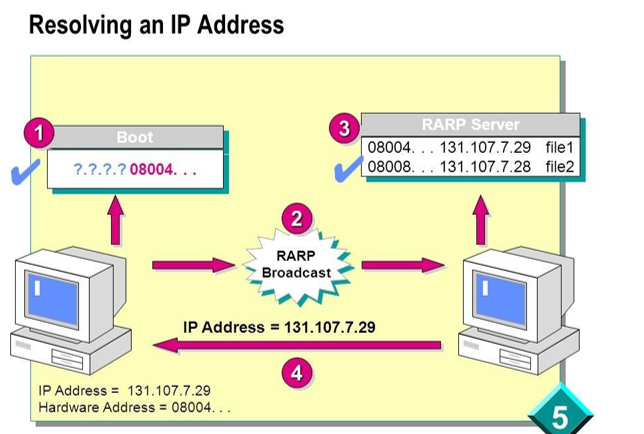 Resolving an IP Address
1
Boot
?.?.?.? 08004. . .
3
RARP Server
08004. . . 131.107.7.29 file1
08008. . . 131.107.7.28 file2
2
RARP
Broadcast
IP Address = 131.107.7.29
4
IP Address = 131.107.7.29
Hardware Address = 08004. . .
5